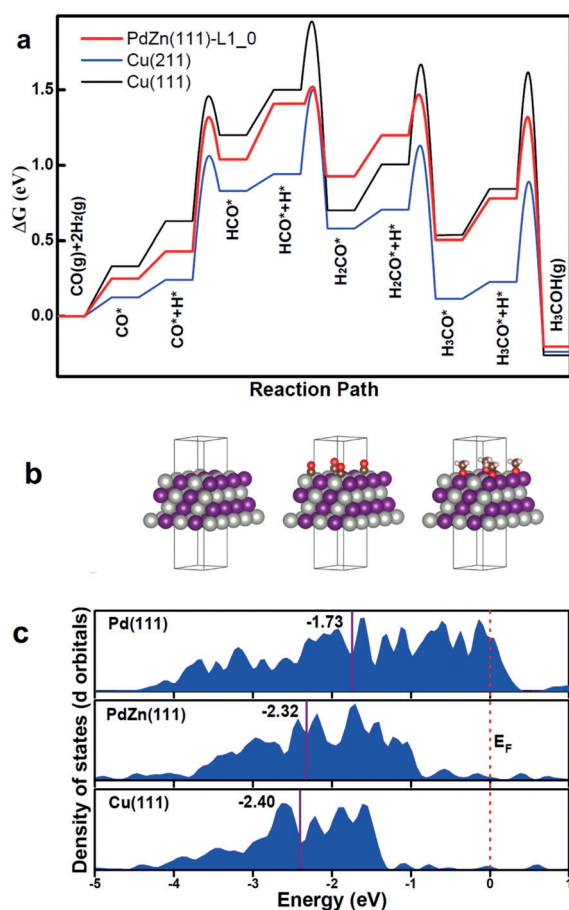 a
PdZn(111)-L1_0
Cu(211)
Cu(111)
ΔG (eV)
1.5
1.0
0.5
0.0
CO(g)+2H₂(g)
CO*
CO*+H*
HCO*
HCO*+H*
H₂CO*
H₂CO*+H*
H₃CO*
H₃CO*+H*
H₃COH(g)
Reaction Path
b
c
Density of states (d orbitals)
Pd(111)
-1.73
PdZn(111)
-2.32
E_F
Cu(111)
-2.40
-5 -4 -3 -2 -1 0 1
Energy (eV)